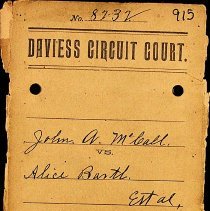 No. 8732 915
DAVIESS CIRCUIT COURT.
John A. McCall.
VS.
Alice Barth.
Et al,